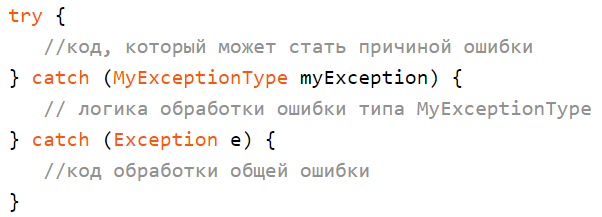 try {
//код, который может стать причиной ошибки
} catch (MyExceptionType myException) {
// логика обработки ошибки типа MyExceptionType
} catch (Exception e) {
//код обработки общей ошибки
}